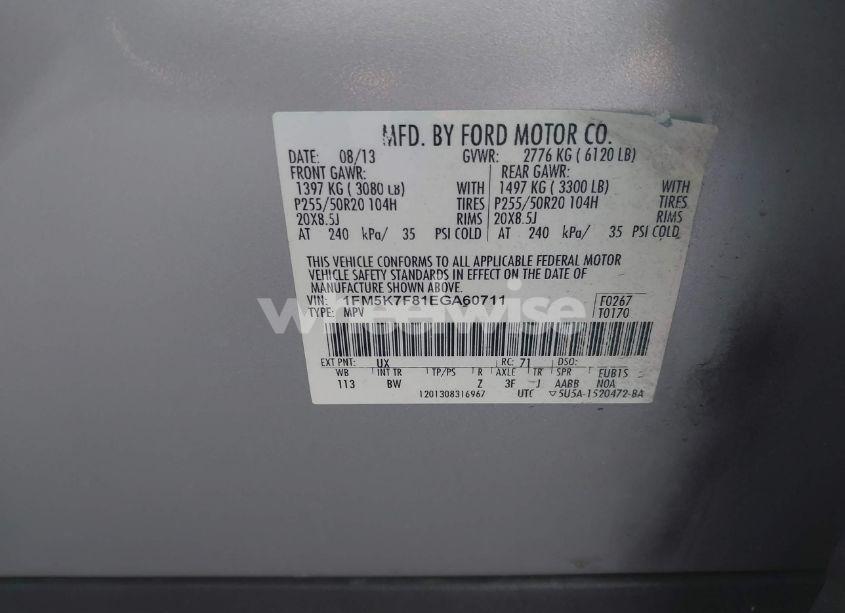 MFD. BY FORD MOTOR CO.
DATE: 08/13 GVWR: 2776 KG ( 6120 LB)
FRONT GAWR: REAR GAWR:
1397 KG ( 3080 LB) WITH 1497 KG ( 3300 LB) WITH
P255/50R20 104H TIRES P255/50R20 104H TIRES
20X8.5J RIMS 20X8.5J RIMS
AT 240 kPa/ 35 PSI COLD AT 240 kPa/ 35 PSI COLD
THIS VEHICLE CONFORMS TO ALL APPLICABLE FEDERAL MOTOR
VEHICLE SAFETY STANDARDS IN EFFECT ON THE DATE OF
MANUFACTURE SHOWN ABOVE.
VIN: 1FM5K7F81EGA60711 F0267
TYPE: MPV T0170
wheelwise
EXT PNT: UX RC: 71 DSO:
WB INT TR TP/PS R AXLE TR SPR EUB1S
113 BW Z 3F J AABB N0A
1201308316967 UTC ▽5U5A-1520472-BA